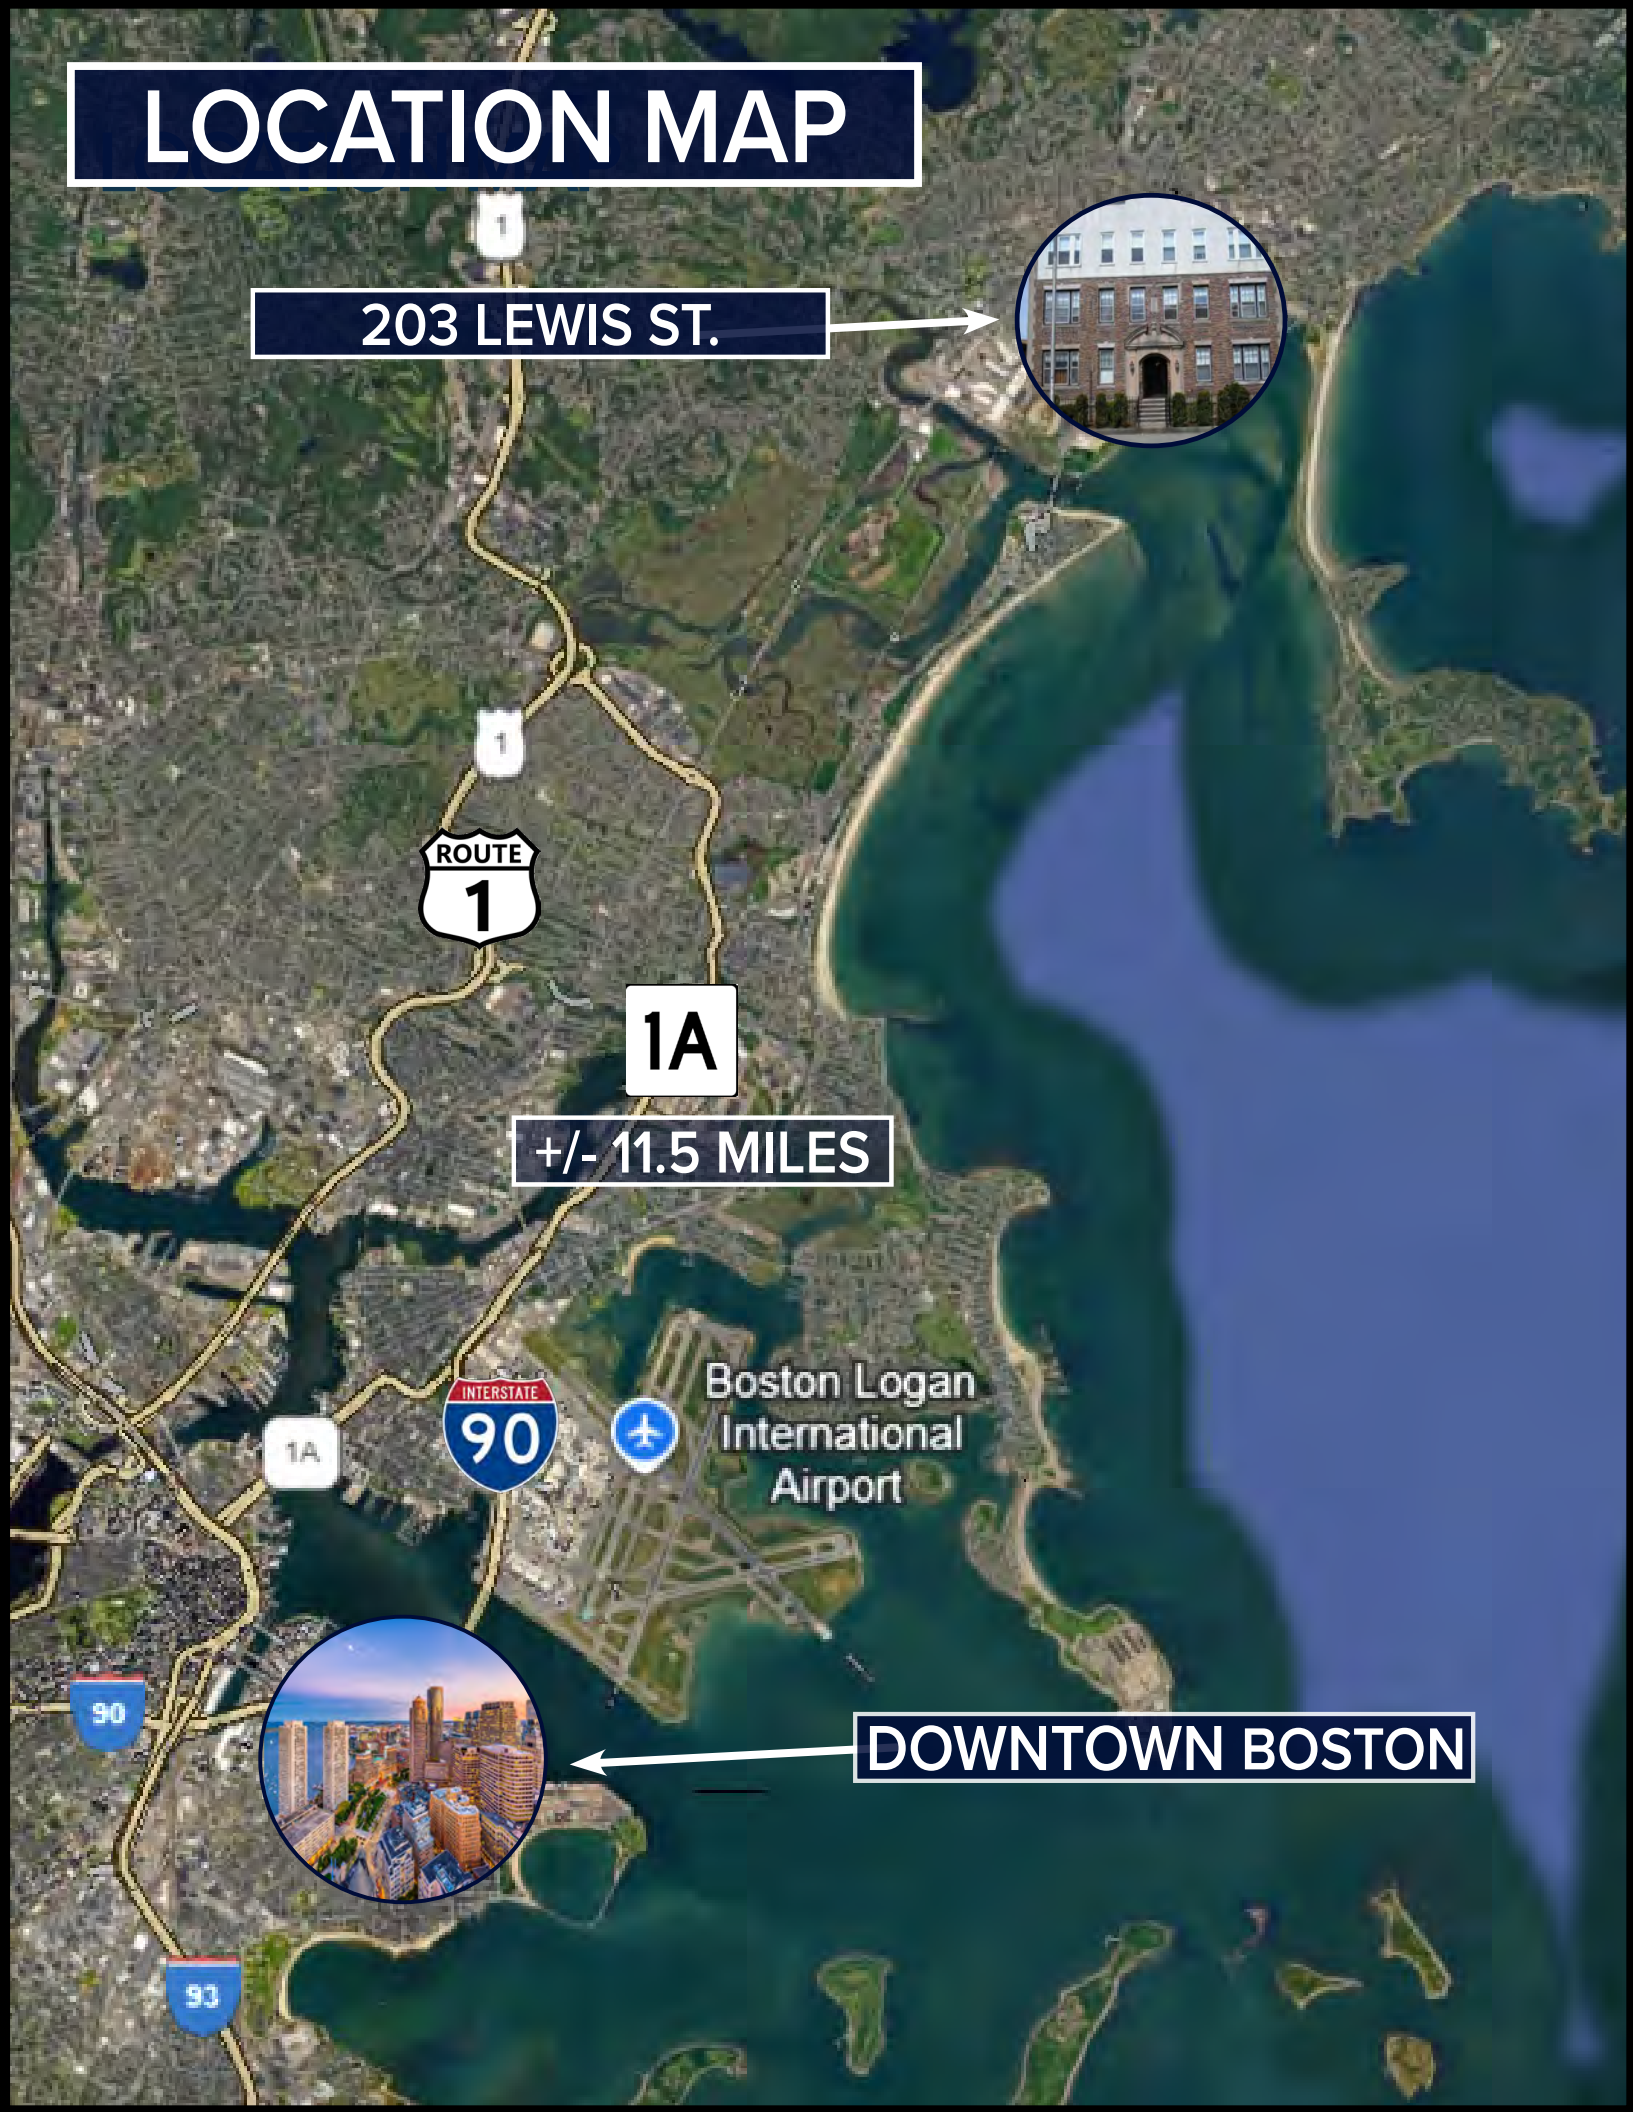 LOCATION MAP
1
203 LEWIS ST.
1
ROUTE
1
1A
+/- 11.5 MILES
Boston Logan
International
Airport
INTERSTATE
90
1A
90
DOWNTOWN BOSTON
93